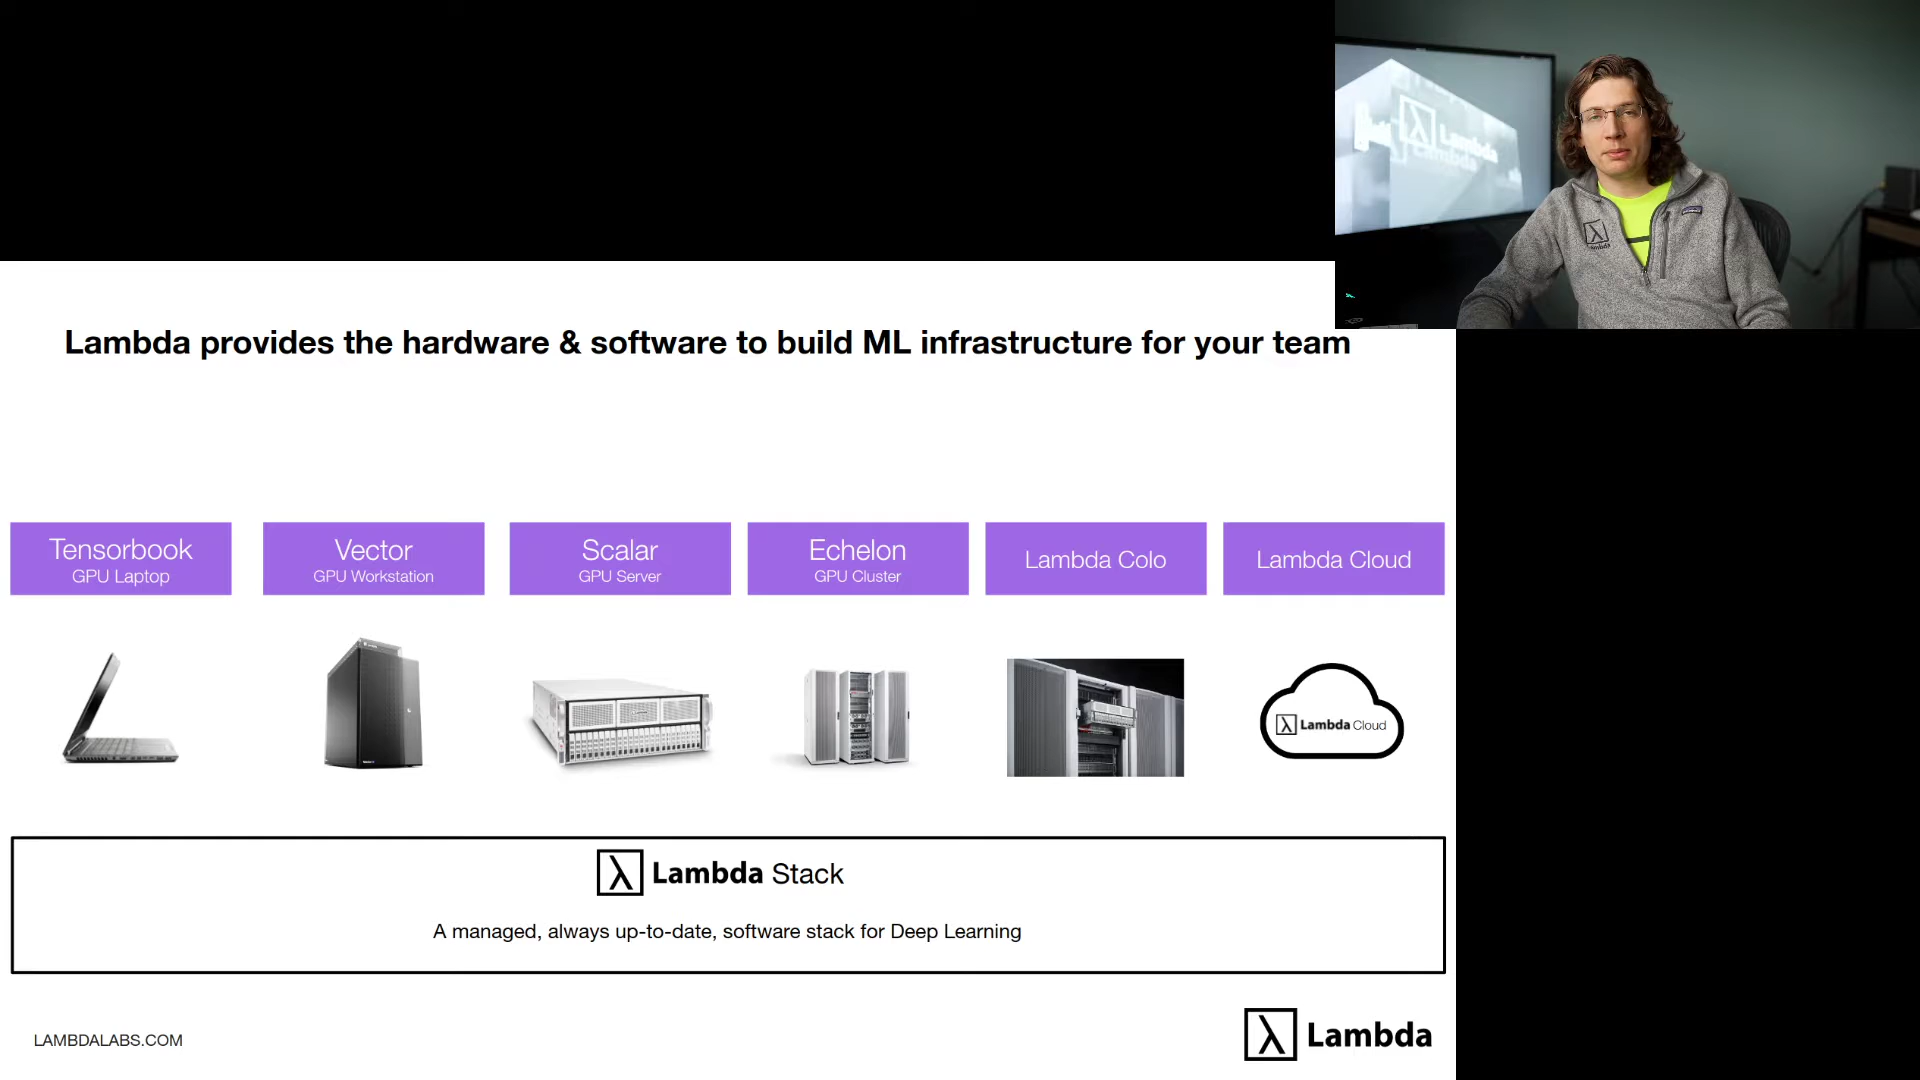 Lambda
Lambda
Lambda provides the hardware & software to build ML infrastructure for your team
Tensorbook
GPU Laptop
Vector
GPU Workstation
Scalar
GPU Server
Echelon
GPU Cluster
Lambda Colo
Lambda Cloud
Lambda Cloud
Lambda Stack
A managed, always up-to-date, software stack for Deep Learning
LAMBDALABS.COM
Lambda